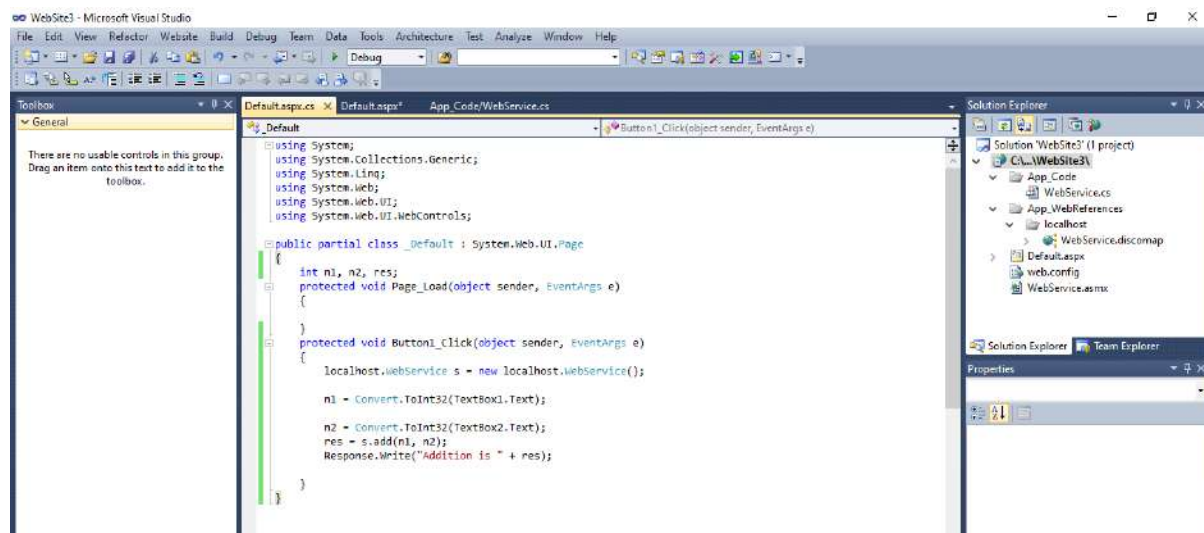 WebSite3 - Microsoft Visual Studio
File Edit View Refactor Website Build Debug Team Data Tools Architecture Test Analyze Window Help
Debug
Toolbox
General
There are no usable controls in this group.
Drag an item onto this text to add it to the
toolbox.
Default.aspx.cs Default.aspx* App_Code/WebService.cs
_Default
Button1_Click(object sender, EventArgs e)
using System;
using System.Collections.Generic;
using System.Linq;
using System.Web;
using System.Web.UI;
using System.Web.UI.WebControls;
public partial class _Default : System.Web.UI.Page
{
int n1, n2, res;
protected void Page_Load(object sender, EventArgs e)
{
}
protected void Button1_Click(object sender, EventArgs e)
{
localhost.WebService s = new localhost.WebService();
n1 = Convert.ToInt32(TextBox1.Text);
n2 = Convert.ToInt32(TextBox2.Text);
res = s.add(n1, n2);
Response.Write("Addition is " + res);
}
}
Solution Explorer
Solution 'WebSite3' (1 project)
C:\...\WebSite3\
App_Code
WebService.cs
App_WebReferences
localhost
WebService.discomap
Default.aspx
web.config
WebService.asmx
Solution Explorer Team Explorer
Properties